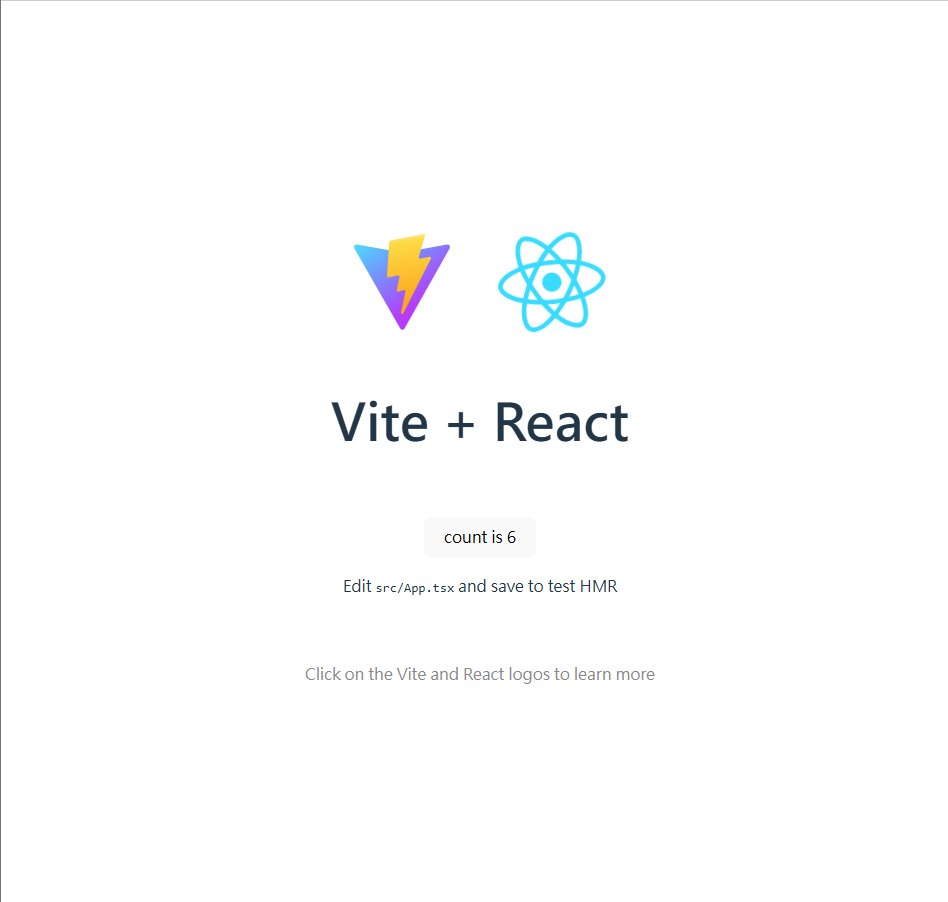 Vite + React
count is 6
Edit src/App.tsx and save to test HMR
Click on the Vite and React logos to learn more